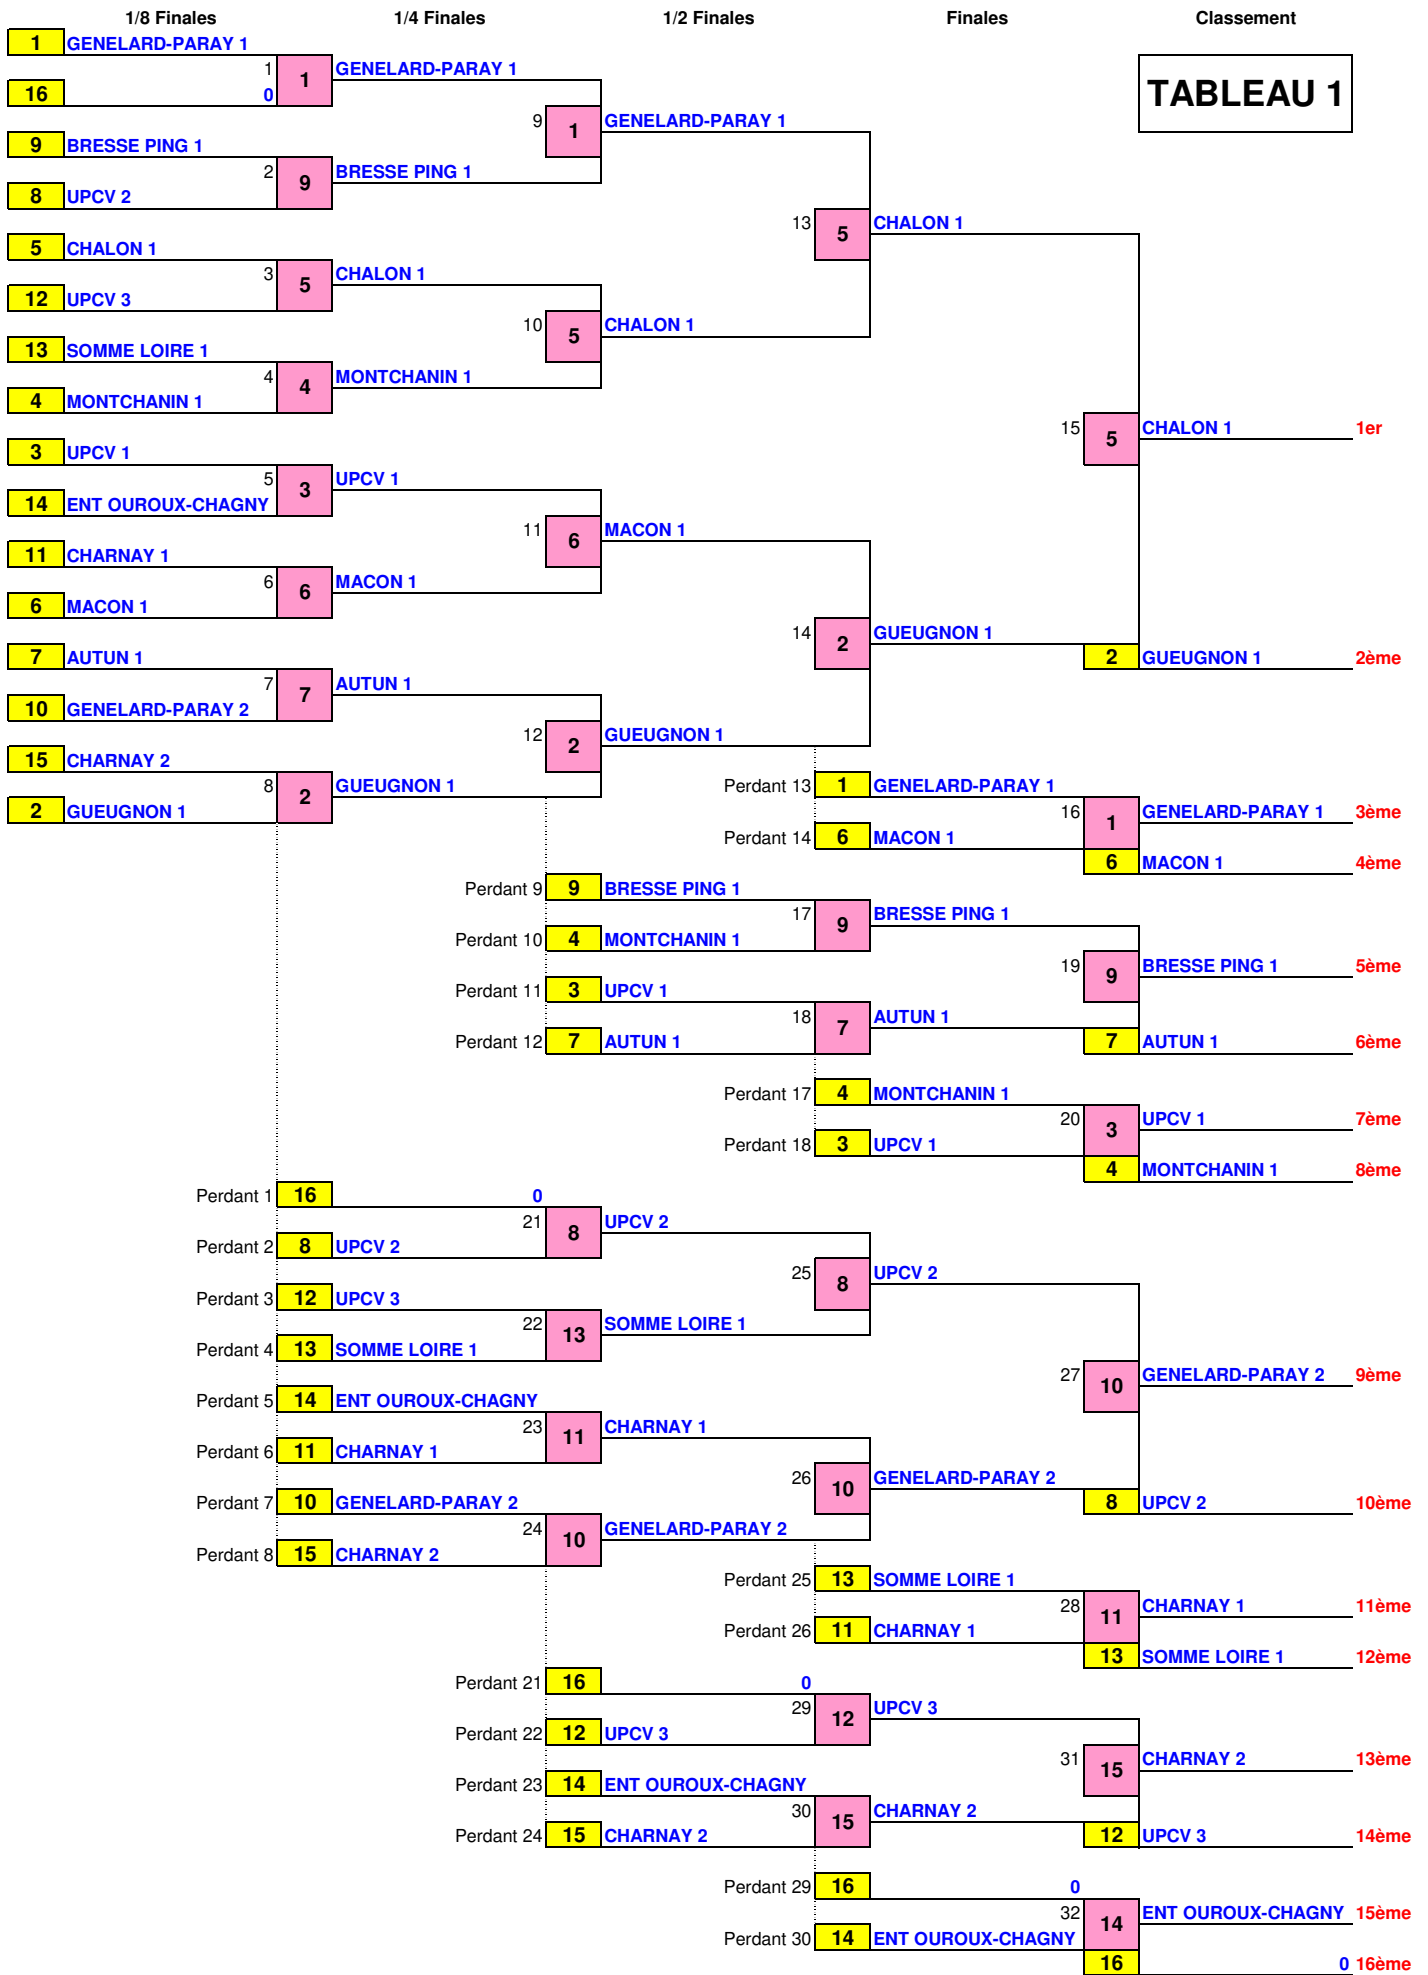 1/8 Finales 1/4 Finales 1/2 Finales Finales Classement
1 GENELARD-PARAY 1
1 1 GENELARD-PARAY 1
TABLEAU 1
16 0
9 1 GENELARD-PARAY 1
9 BRESSE PING 1
2 9 BRESSE PING 1
8 UPCV 2
13 5 CHALON 1
5 CHALON 1
3 5 CHALON 1
12 UPCV 3
10 5 CHALON 1
13 SOMME LOIRE 1
4 4 MONTCHANIN 1
4 MONTCHANIN 1
15 5 CHALON 1 1er
3 UPCV 1
5 3 UPCV 1
14 ENT OUROUX-CHAGNY
11 6 MACON 1
11 CHARNAY 1
6 6 MACON 1
6 MACON 1
14 2 GUEUGNON 1
7 AUTUN 1
2 GUEUGNON 1 2ème
7 7 AUTUN 1
10 GENELARD-PARAY 2
12 2 GUEUGNON 1
15 CHARNAY 2
8 2 GUEUGNON 1
Perdant 13 1 GENELARD-PARAY 1
2 GUEUGNON 1
16 1 GENELARD-PARAY 1 3ème
Perdant 14 6 MACON 1
6 MACON 1 4ème
Perdant 9 9 BRESSE PING 1
17 9 BRESSE PING 1
Perdant 10 4 MONTCHANIN 1
19 9 BRESSE PING 1 5ème
Perdant 11 3 UPCV 1
18 7 AUTUN 1
Perdant 12 7 AUTUN 1
7 AUTUN 1 6ème
Perdant 17 4 MONTCHANIN 1
20 3 UPCV 1 7ème
Perdant 18 3 UPCV 1
4 MONTCHANIN 1 8ème
Perdant 1 16 0
21 8 UPCV 2
Perdant 2 8 UPCV 2
25 8 UPCV 2
Perdant 3 12 UPCV 3
22 13 SOMME LOIRE 1
Perdant 4 13 SOMME LOIRE 1
27 10 GENELARD-PARAY 2 9ème
Perdant 5 14 ENT OUROUX-CHAGNY
23 11 CHARNAY 1
Perdant 6 11 CHARNAY 1
26 10 GENELARD-PARAY 2
Perdant 7 10 GENELARD-PARAY 2
8 UPCV 2 10ème
24 10 GENELARD-PARAY 2
Perdant 8 15 CHARNAY 2
Perdant 25 13 SOMME LOIRE 1
28 11 CHARNAY 1 11ème
Perdant 26 11 CHARNAY 1
13 SOMME LOIRE 1 12ème
Perdant 21 16 0
29 12 UPCV 3
Perdant 22 12 UPCV 3
31 15 CHARNAY 2 13ème
Perdant 23 14 ENT OUROUX-CHAGNY
30 15 CHARNAY 2
Perdant 24 15 CHARNAY 2
12 UPCV 3 14ème
Perdant 29 16 0
32 14 ENT OUROUX-CHAGNY 15ème
Perdant 30 14 ENT OUROUX-CHAGNY
16 0 16ème